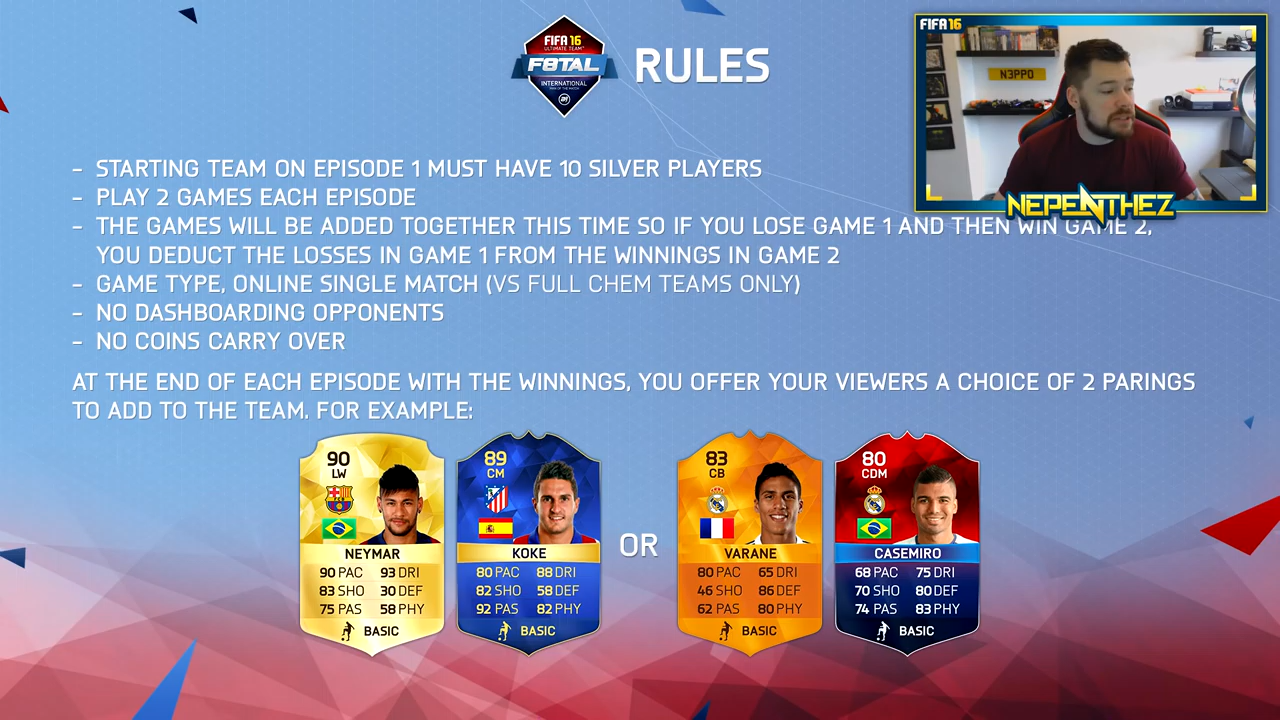 FIFA 16
ULTIMATE TEAM
F8TAL
INTERNATIONAL
MAN OF THE MATCH
RULES
FIFA 16
N3PPO
NEPENTHEZ
- STARTING TEAM ON EPISODE 1 MUST HAVE 10 SILVER PLAYERS
- PLAY 2 GAMES EACH EPISODE
- THE GAMES WILL BE ADDED TOGETHER THIS TIME SO IF YOU LOSE GAME 1 AND THEN WIN GAME 2,
YOU DEDUCT THE LOSSES IN GAME 1 FROM THE WINNINGS IN GAME 2
- GAME TYPE, ONLINE SINGLE MATCH (VS FULL CHEM TEAMS ONLY)
- NO DASHBOARDING OPPONENTS
- NO COINS CARRY OVER
AT THE END OF EACH EPISODE WITH THE WINNINGS, YOU OFFER YOUR VIEWERS A CHOICE OF 2 PARINGS
TO ADD TO THE TEAM. FOR EXAMPLE:
90
LW
NEYMAR
90 PAC 93 DRI
83 SHO 30 DEF
75 PAS 58 PHY
BASIC
89
CM
KOKE
80 PAC 88 DRI
82 SHO 58 DEF
92 PAS 82 PHY
BASIC
OR
83
CB
VARANE
80 PAC 65 DRI
46 SHO 86 DEF
62 PAS 80 PHY
BASIC
80
CDM
CASEMIRO
68 PAC 75 DRI
70 SHO 80 DEF
74 PAS 83 PHY
BASIC